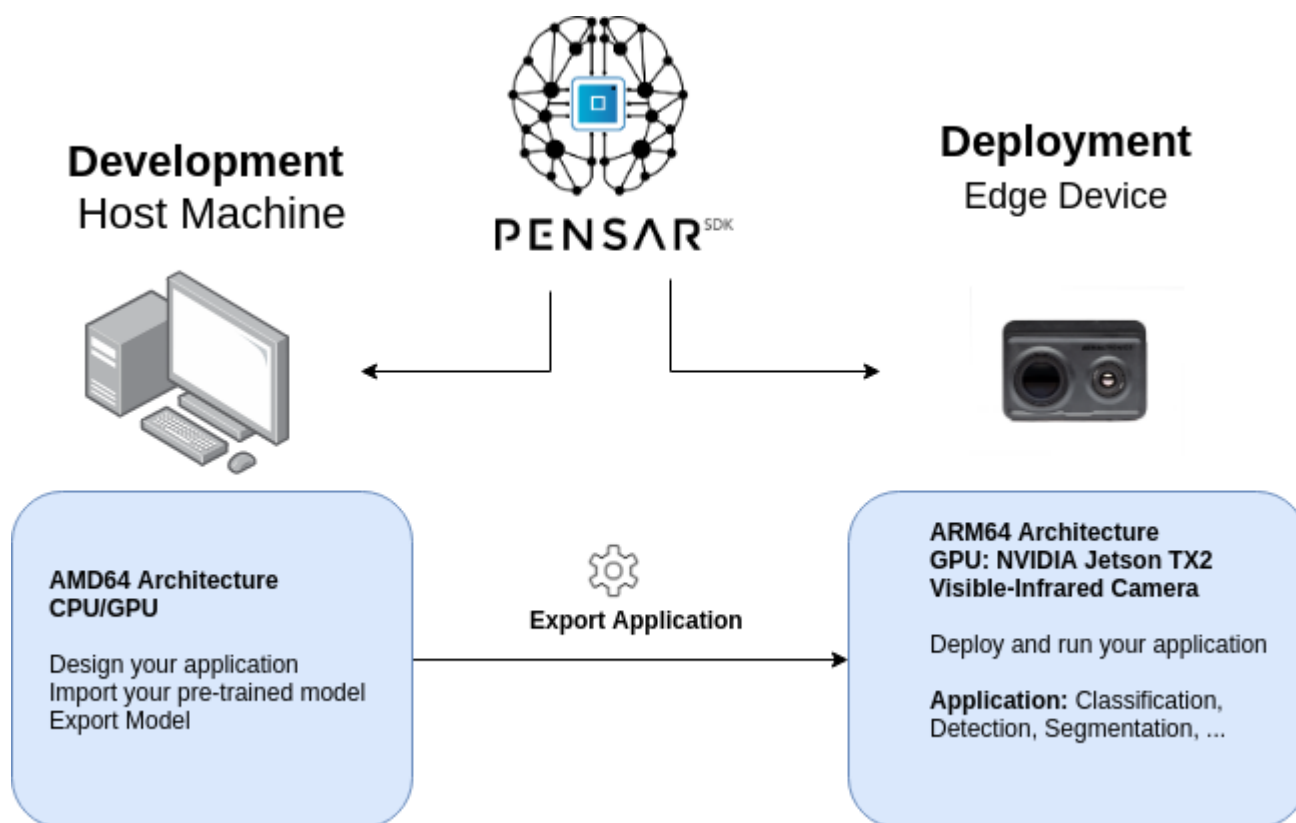 PENSAR SDK
Development
Host Machine
Deployment
Edge Device
AMD64 Architecture
CPU/GPU
Design your application
Import your pre-trained model
Export Model
Export Application
ARM64 Architecture
GPU: NVIDIA Jetson TX2
Visible-Infrared Camera
Deploy and run your application
Application: Classification,
Detection, Segmentation, ...